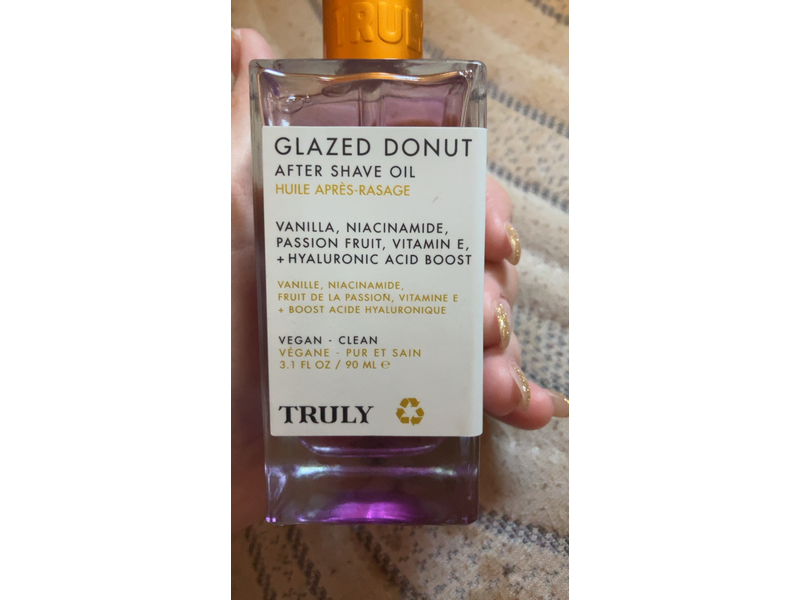 TRULY
GLAZED DONUT
AFTER SHAVE OIL
HUILE APRÈS-RASAGE
VANILLA, NIACINAMIDE,
PASSION FRUIT, VITAMIN E,
+ HYALURONIC ACID BOOST
VANILLE, NIACINAMIDE,
FRUIT DE LA PASSION, VITAMINE E
+ BOOST ACIDE HYALURONIQUE
VEGAN - CLEAN
VÉGANE - PUR ET SAIN
3.1 FL OZ / 90 ML ℮
TRULY